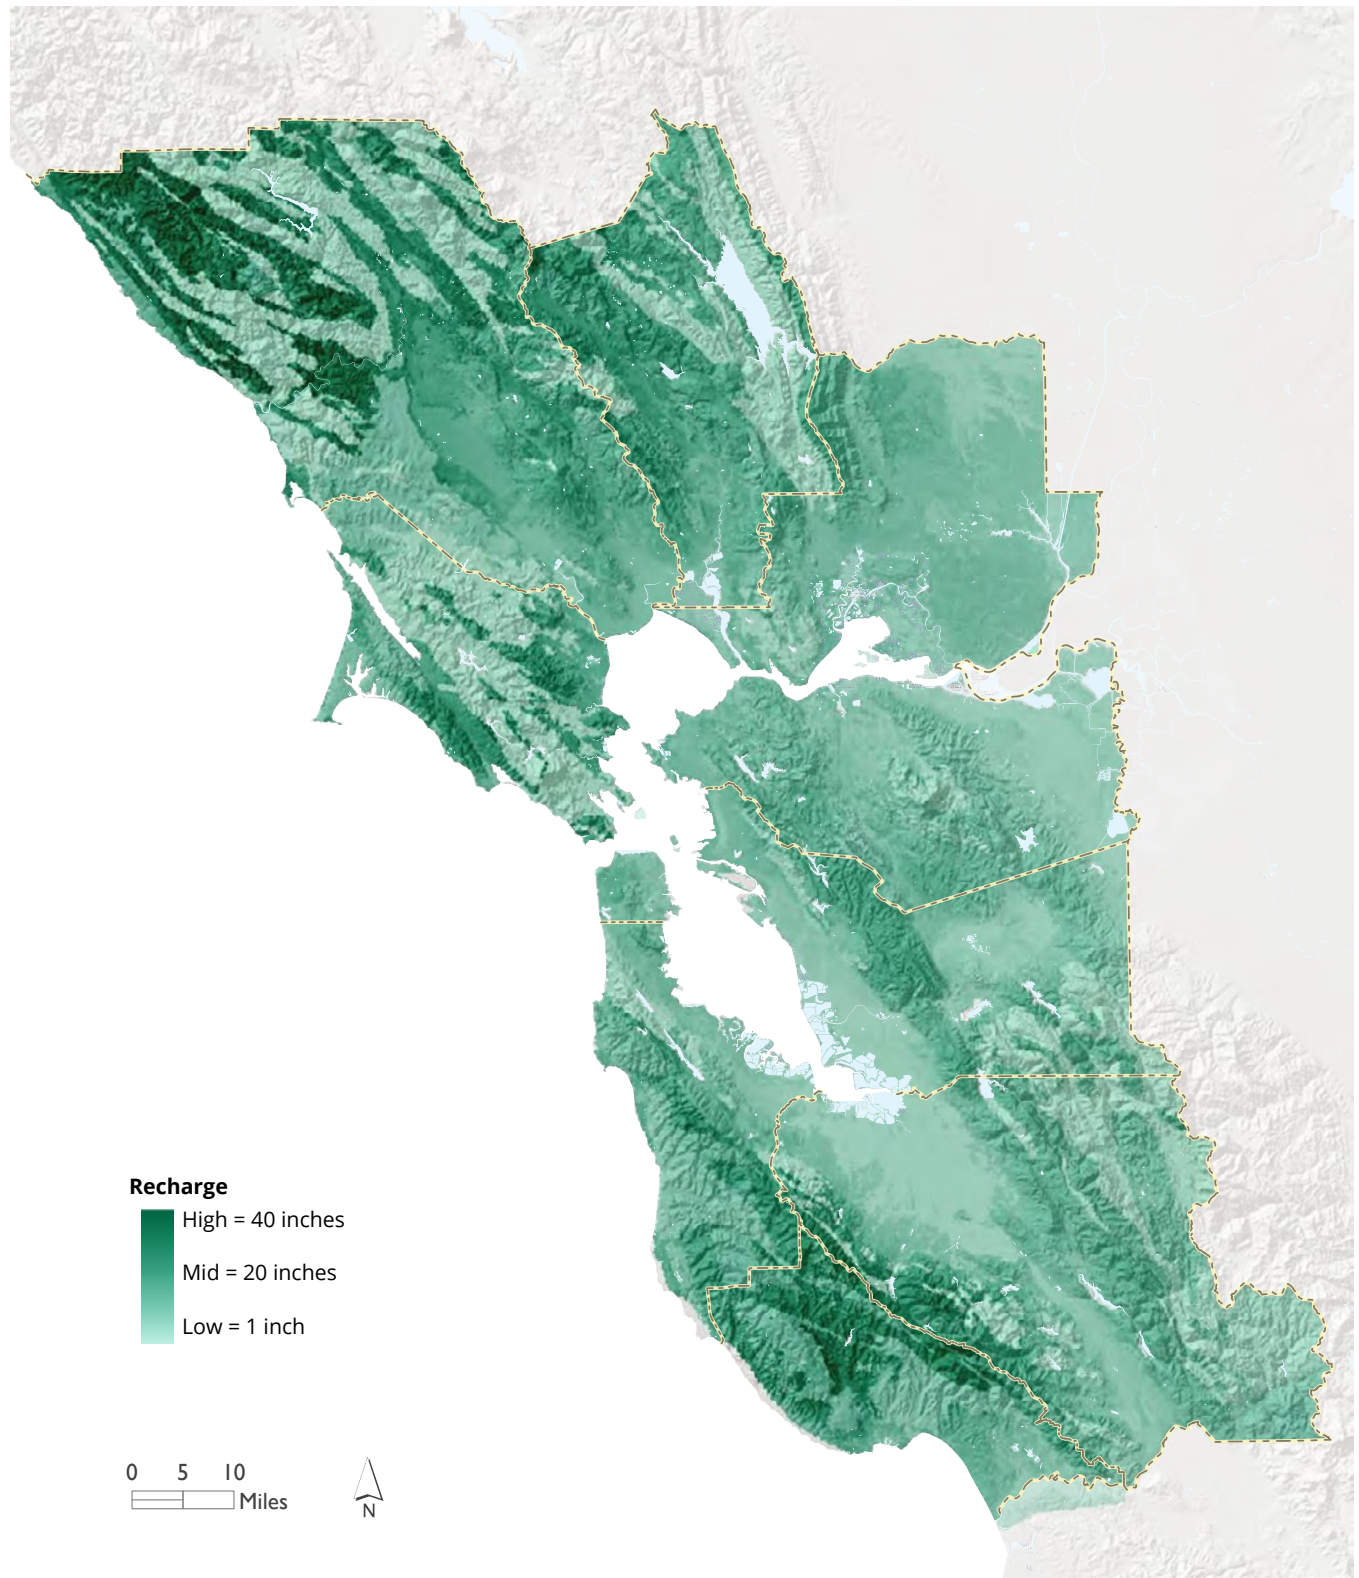 Recharge
High = 40 inches
Mid = 20 inches
Low = 1 inch
0 5 10
Miles
N